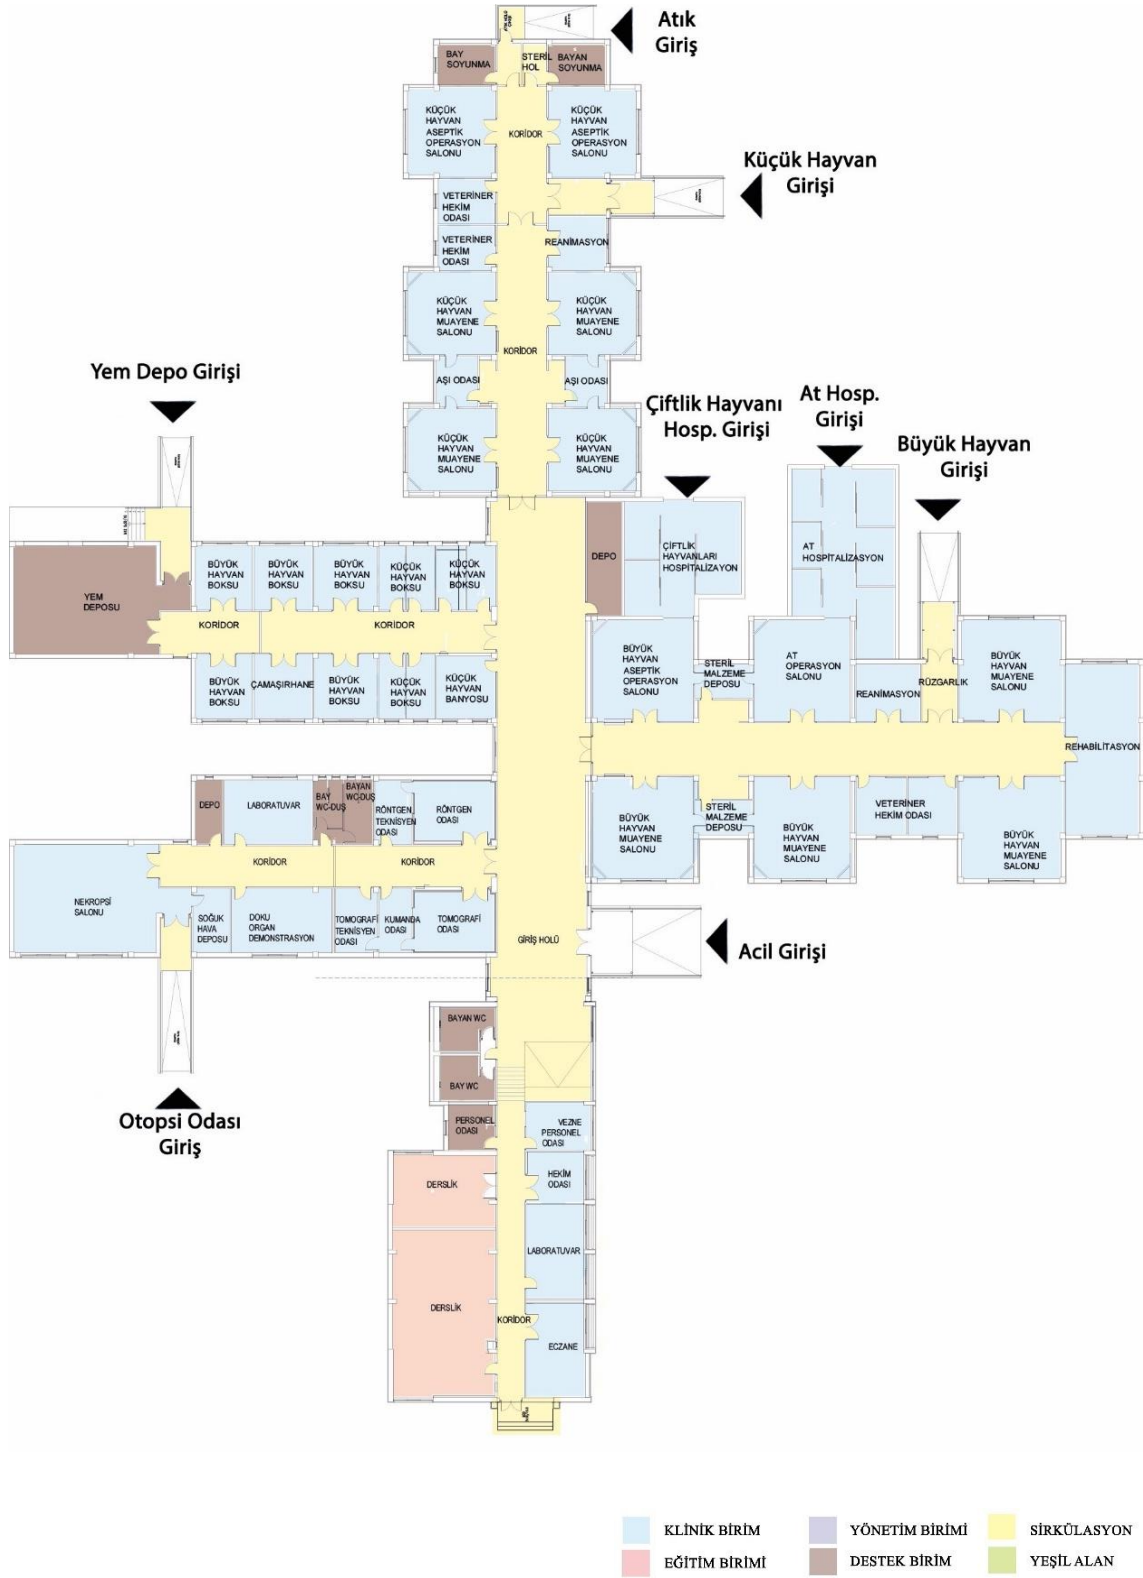 Atık
Giriş
BAY
SOYUNMA
STERİL
HOL
BAYAN
SOYUNMA
KÜÇÜK
HAYVAN
ASEPTİK
OPERASYON
SALONU
KORİDOR
KÜÇÜK
HAYVAN
ASEPTİK
OPERASYON
SALONU
Küçük Hayvan
Girişi
VETERİNER
HEKİM
ODASI
VETERİNER
HEKİM
ODASI
REANİMASYON
KÜÇÜK
HAYVAN
MUAYENE
SALONU
KÜÇÜK
HAYVAN
MUAYENE
SALONU
KORİDOR
AŞI ODASI
AŞI ODASI
KÜÇÜK
HAYVAN
MUAYENE
SALONU
KÜÇÜK
HAYVAN
MUAYENE
SALONU
Yem Depo Girişi
Çiftlik Hayvanı
Hosp. Girişi
At Hosp.
Girişi
Büyük Hayvan
Girişi
YEM
DEPOSU
BÜYÜK
HAYVAN
BOKSU
BÜYÜK
HAYVAN
BOKSU
BÜYÜK
HAYVAN
BOKSU
KÜÇÜK
HAYVAN
BOKSU
KÜÇÜK
HAYVAN
BOKSU
KORİDOR
KORİDOR
BÜYÜK
HAYVAN
BOKSU
ÇAMAŞIRHANE
BÜYÜK
HAYVAN
BOKSU
KÜÇÜK
HAYVAN
BOKSU
KÜÇÜK
HAYVAN
BANYOSU
DEPO
ÇİFTLİK
HAYVANLARI
HOSPİTALİZAYON
AT
HOSPİTALİZASYON
BÜYÜK
HAYVAN
ASEPTİK
OPERASYON
SALONU
STERİL
MALZEME
DEPOSU
AT
OPERASYON
SALONU
REANİMASYON
RÜZGARLIK
BÜYÜK
HAYVAN
MUAYENE
SALONU
REHABİLİTASYON
BÜYÜK
HAYVAN
MUAYENE
SALONU
STERİL
MALZEME
DEPOSU
BÜYÜK
HAYVAN
MUAYENE
SALONU
VETERİNER
HEKİM ODASI
BÜYÜK
HAYVAN
MUAYENE
SALONU
DEPO
LABORATUVAR
BAY
WC-DUŞ
BAYAN
WC-DUŞ
RÖNTGEN
TEKNİSYEN
ODASI
RÖNTGEN
ODASI
KORİDOR
KORİDOR
NEKROPSİ
SALONU
SOĞUK
HAVA
DEPOSU
DOKU
ORGAN
DEMONSTRASYON
TOMOGRAFİ
TEKNİSYEN
ODASI
KUMANDA
ODASI
TOMOGRAFİ
ODASI
GİRİŞ HOLÜ
Acil Girişi
Otopsi Odası
Giriş
BAYAN WC
BAY WC
PERSONEL
ODASI
VEZNE
PERSONEL
ODASI
DERSLİK
HEKİM
ODASI
LABORATUVAR
DERSLİK
KORİDOR
ECZANE
KLİNİK BİRİM
YÖNETİM BİRİMİ
SİRKÜLASYON
EĞİTİM BİRİMİ
DESTEK BİRİM
YEŞİL ALAN